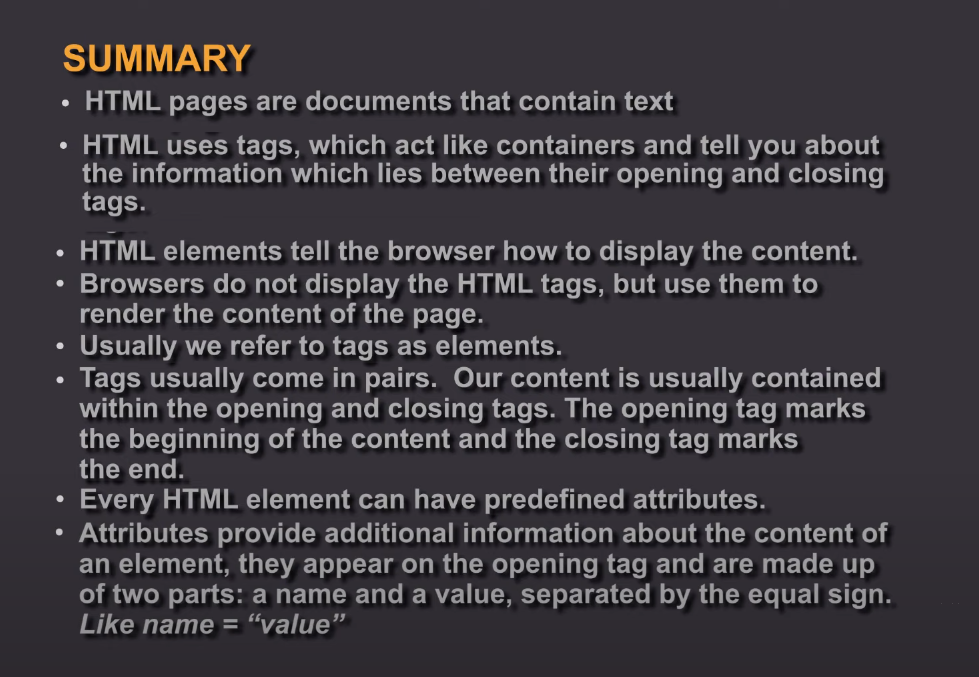 SUMMARY
• HTML pages are documents that contain text
• HTML uses tags, which act like containers and tell you about
the information which lies between their opening and closing
tags.
• HTML elements tell the browser how to display the content.
• Browsers do not display the HTML tags, but use them to
render the content of the page.
• Usually we refer to tags as elements.
• Tags usually come in pairs.  Our content is usually contained
within the opening and closing tags. The opening tag marks
the beginning of the content and the closing tag marks
the end.
• Every HTML element can have predefined attributes.
• Attributes provide additional information about the content of
an element, they appear on the opening tag and are made up
of two parts: a name and a value, separated by the equal sign.
Like name = “value”